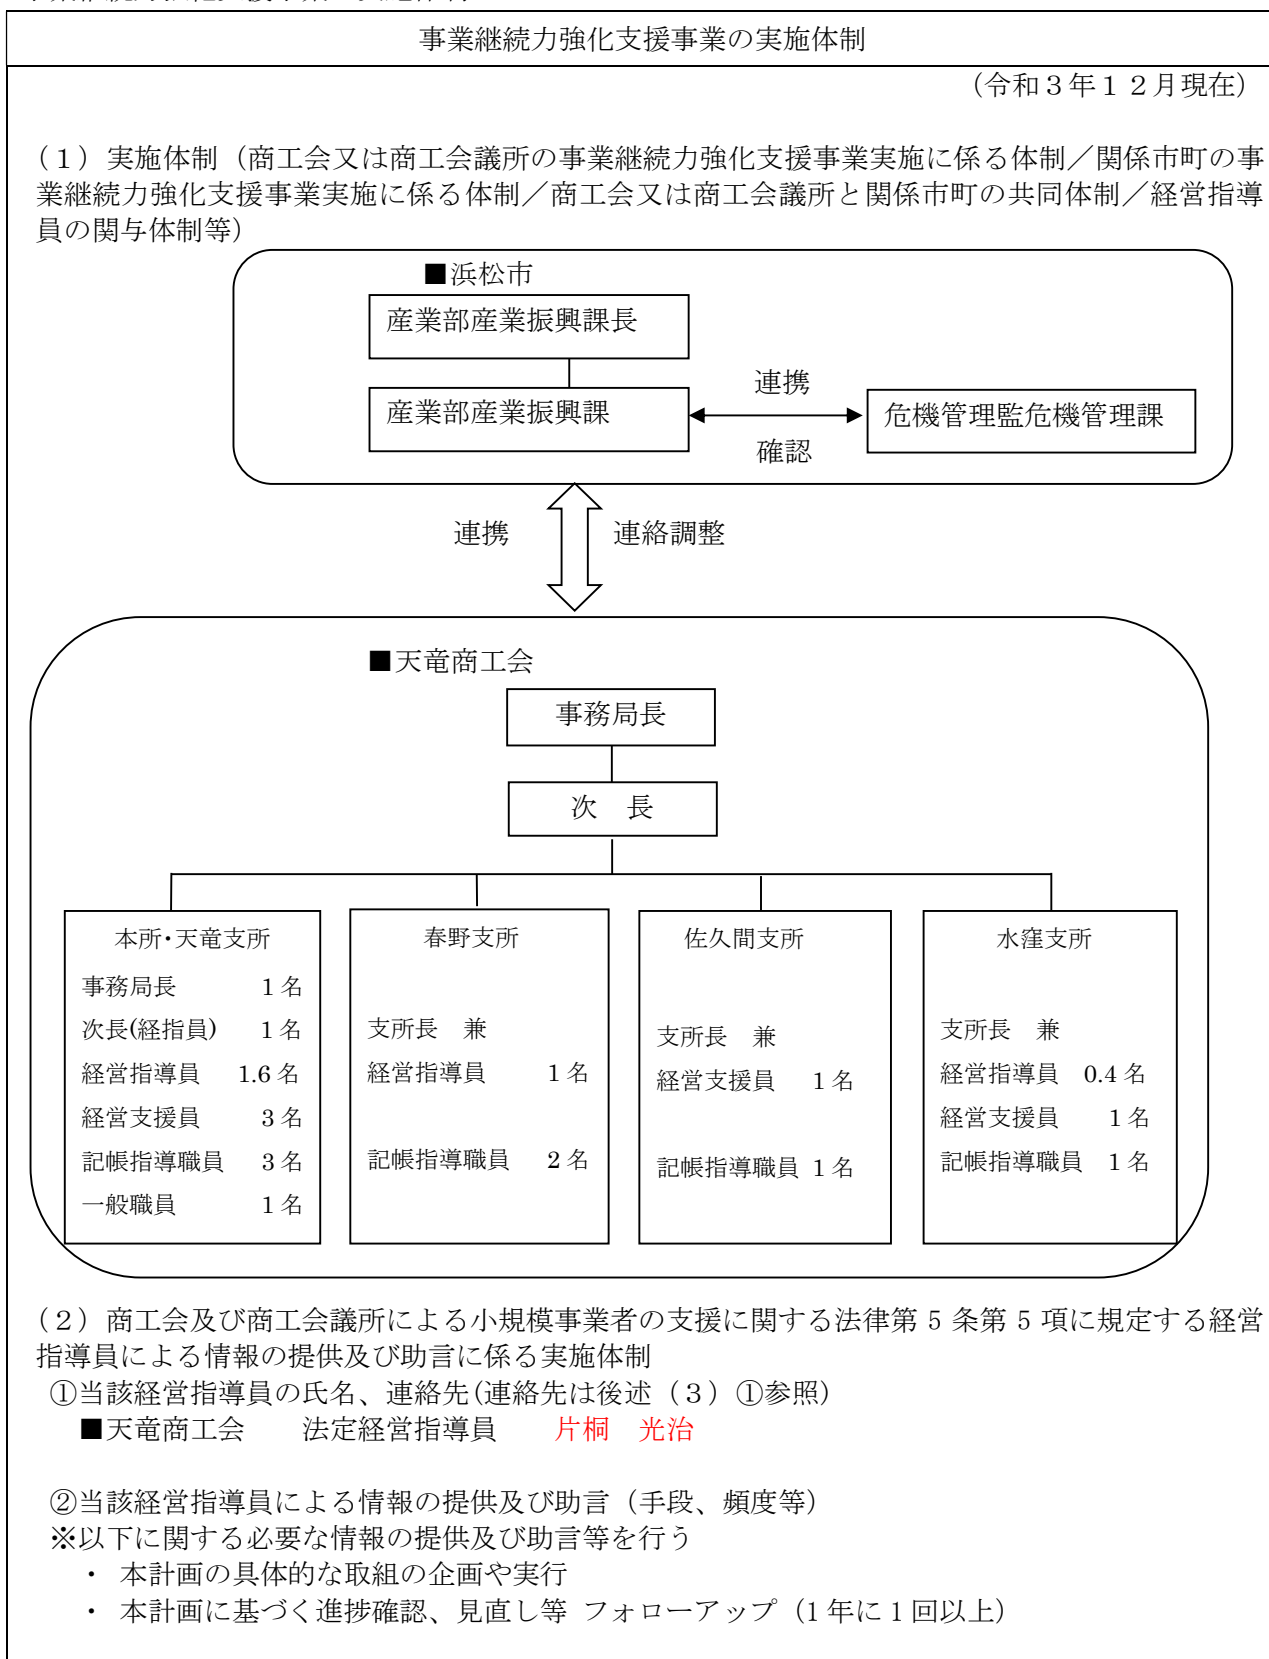 事業継続力強化支援事業の実施体制
（令和３年１２月現在）
（１）実施体制（商工会又は商工会議所の事業継続力強化支援事業実施に係る体制／関係市町の事
業継続力強化支援事業実施に係る体制／商工会又は商工会議所と関係市町の共同体制／経営指導
員の関与体制等）
■浜松市
産業部産業振興課長
産業部産業振興課
連携
確認
危機管理監危機管理課
連携
連絡調整
■天竜商工会
事務局長
次　長
本所・天竜支所
事務局長 1 名
次長(経指員) 1 名
経営指導員 1.6 名
経営支援員 3 名
記帳指導職員 3 名
一般職員 1 名
春野支所
支所長　兼
経営指導員 1 名
記帳指導職員 2 名
佐久間支所
支所長　兼
経営支援員 1 名
記帳指導職員 1 名
水窪支所
支所長　兼
経営指導員 0.4 名
経営支援員 1 名
記帳指導職員 1 名
（２）商工会及び商工会議所による小規模事業者の支援に関する法律第 5 条第 5 項に規定する経営
指導員による情報の提供及び助言に係る実施体制
①当該経営指導員の氏名、連絡先(連絡先は後述（３）①参照)
■天竜商工会　　法定経営指導員　　片桐　光治
②当該経営指導員による情報の提供及び助言（手段、頻度等）
※以下に関する必要な情報の提供及び助言等を行う
・ 本計画の具体的な取組の企画や実行
・ 本計画に基づく進捗確認、見直し等 フォローアップ（1 年に 1 回以上）